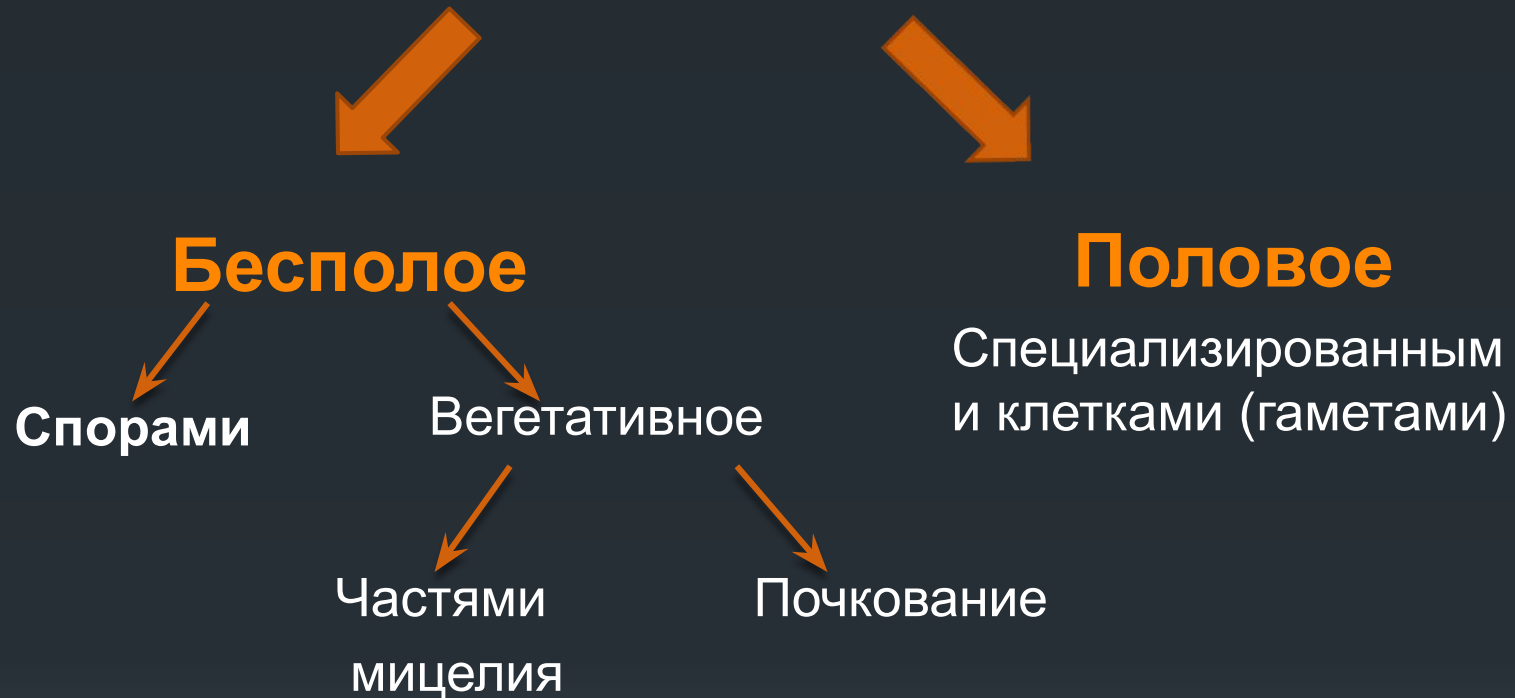 Бесполое
Половое
Специализированным
и клетками (гаметами)
Спорами
Вегетативное
Частями
мицелия
Почкование